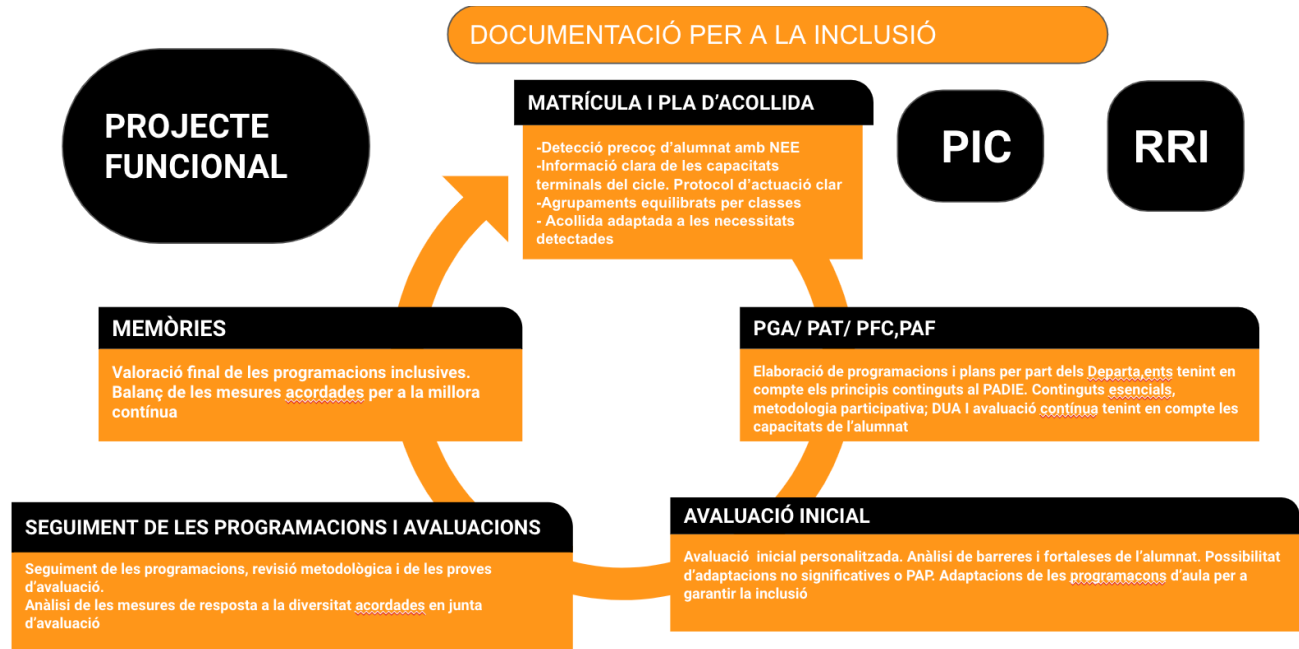 DOCUMENTACIÓ PER A LA INCLUSIÓ
PROJECTE
FUNCIONAL
MATRÍCULA I PLA D’ACOLLIDA
-Detecció precoç d’alumnat amb NEE
-Informació clara de les capacitats
terminals del cicle. Protocol d’actuació clar
-Agrupaments equilibrats per classes
- Acollida adaptada a les necessitats
detectades
PIC
RRI
MEMÒRIES
Valoració final de les programacions inclusives.
Balanç de les mesures acordades per a la millora
contínua
PGA/ PAT/ PFC,PAF
Elaboració de programacions i plans per part dels Departa,ents tenint en
compte els principis continguts al PADIE. Continguts esencials,
metodologia participativa; DUA I avaluació contínua tenint en compte les
capacitats de l’alumnat
SEGUIMENT DE LES PROGRAMACIONS I AVALUACIONS
Seguiment de les programacions, revisió metodològica i de les proves
d’avaluació.
Anàlisi de les mesures de resposta a la diversitat acordades en junta
d’avaluació
AVALUACIÓ INICIAL
Avaluació  inicial personalitzada. Anàlisi de barreres i fortaleses de l’alumnat. Possibilitat
d’adaptacions no significatives o PAP. Adaptacions de les programacons d’aula per a
garantir la inclusió